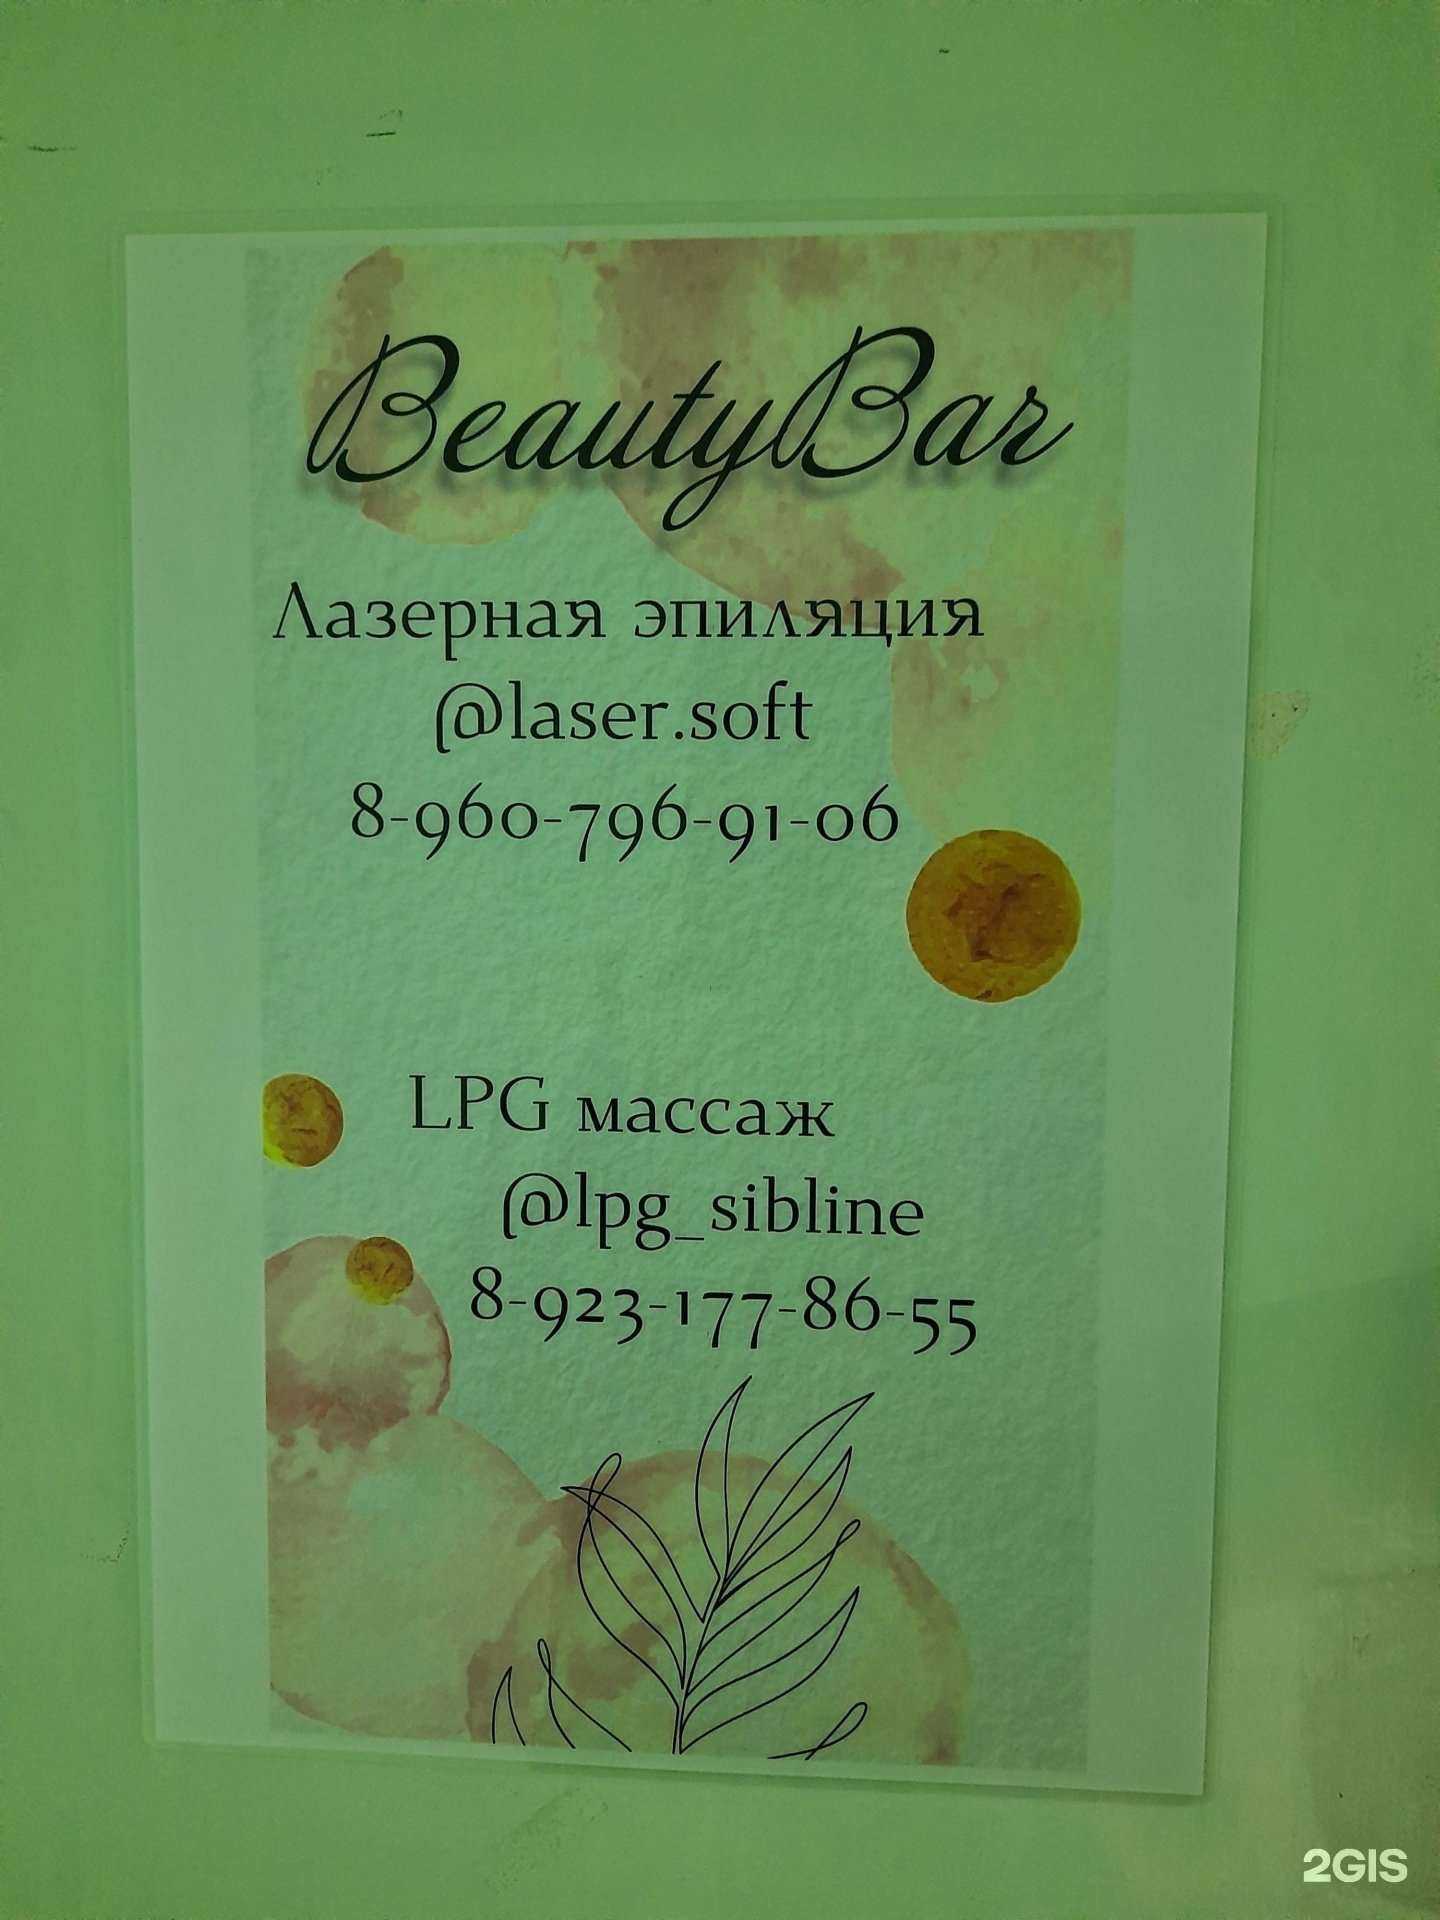 BeautyBar
Лазерная эпиляция
@laser.soft
8-960-796-91-06
LPG массаж
@lpg_sibline
8-923-177-86-55
2GIS